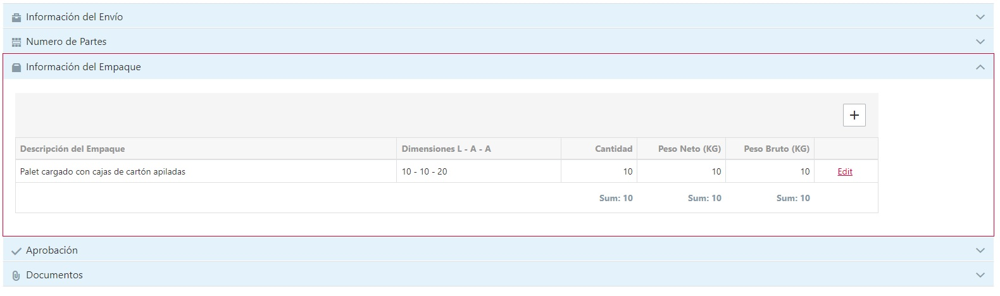 Información del Envío
Numero de Partes
Información del Empaque
+
Descripción del Empaque Dimensiones L - A - A Cantidad Peso Neto (KG) Peso Bruto (KG)
Palet cargado con cajas de cartón apiladas 10 - 10 - 20 10 10 10 Edit
Sum: 10 Sum: 10 Sum: 10
Aprobación
Documentos